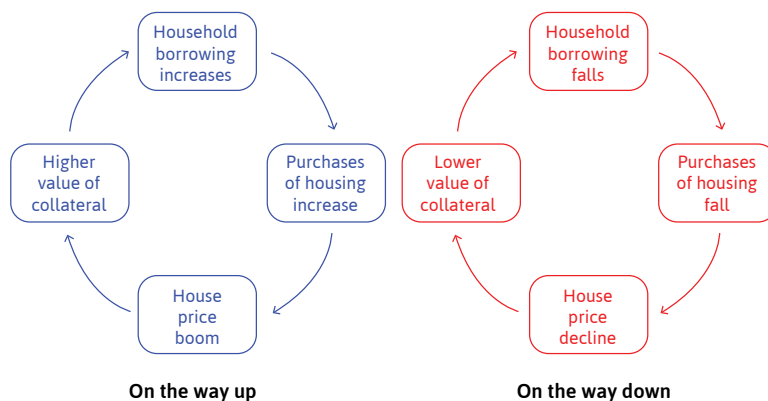 Household
borrowing
increases
Purchases
of housing
increase
House
price
boom
Higher
value of
collateral
On the way up
Household
borrowing
falls
Purchases
of housing
fall
House
price
decline
Lower
value of
collateral
On the way down